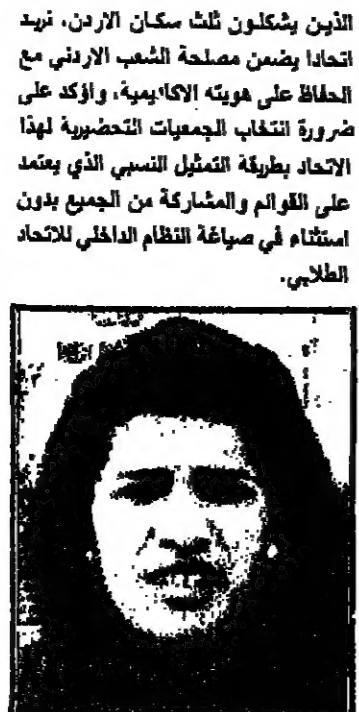 الذين يشكلون ثلث سكان الاردن، نريد
اتحادا يضمن مصلحة الشعب الاردني مع
الحفاظ على هويته الاكاديمية، واؤكد على
ضرورة انتخاب الجمعيات التحضيرية لهذا
الاتحاد بطريقة التمثيل النسبي الذي يعتمد
على القوائم والمشاركة من الجميع بدون
استثناء في صياغة النظام الداخلي للاتحاد
الطلابي.